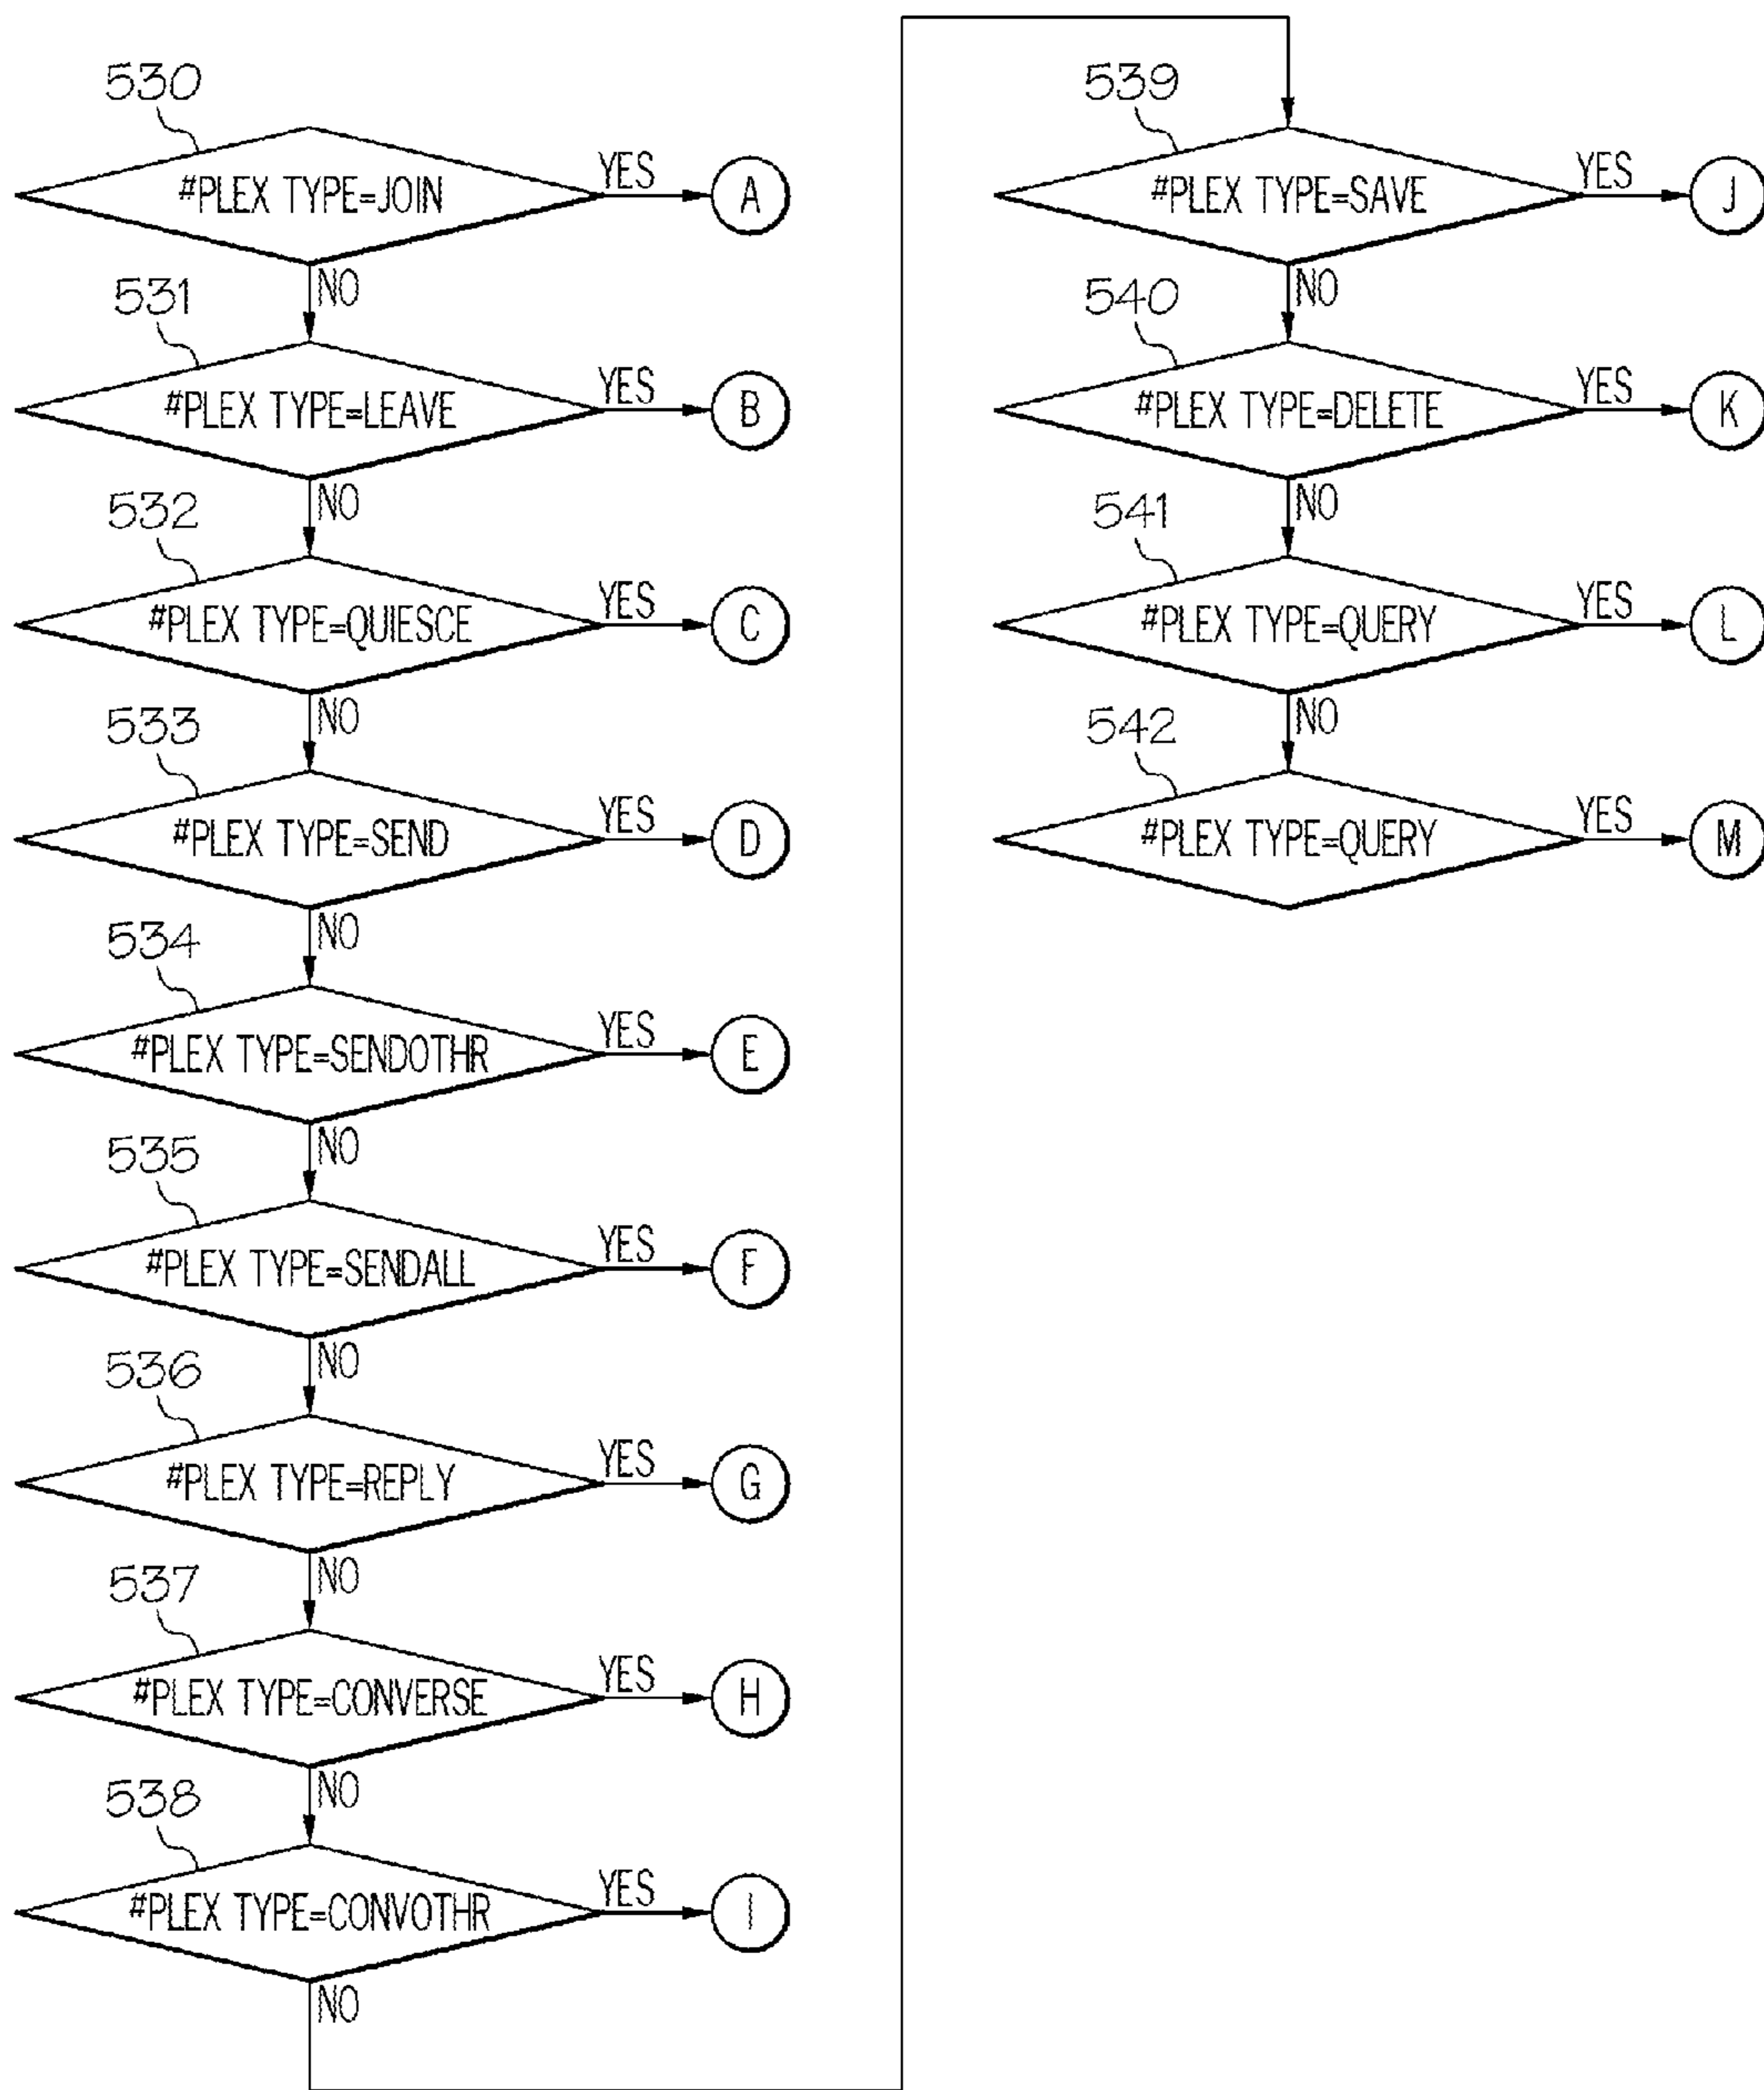 530
#PLEX TYPE=JOIN
YES
A
NO
531
#PLEX TYPE=LEAVE
YES
B
NO
532
#PLEX TYPE=QUIESCE
YES
C
NO
533
#PLEX TYPE=SEND
YES
D
NO
534
#PLEX TYPE=SENDOTHR
YES
E
NO
535
#PLEX TYPE=SENDALL
YES
F
NO
536
#PLEX TYPE=REPLY
YES
G
NO
537
#PLEX TYPE=CONVERSE
YES
H
NO
538
#PLEX TYPE=CONVOTHR
YES
I
NO
539
#PLEX TYPE=SAVE
YES
J
NO
540
#PLEX TYPE=DELETE
YES
K
NO
541
#PLEX TYPE=QUERY
YES
L
NO
542
#PLEX TYPE=QUERY
YES
M